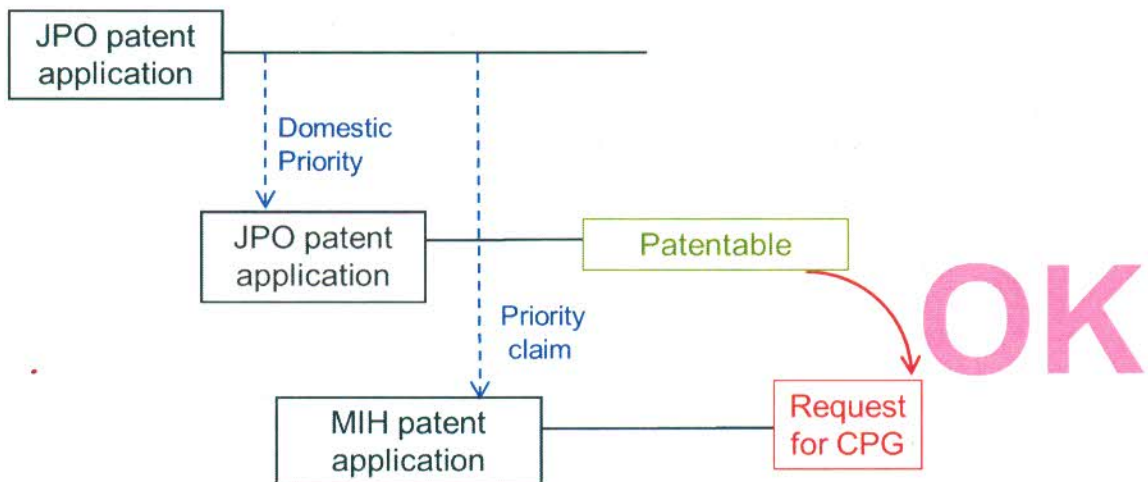 JPO patent
application
Domestic
Priority
JPO patent
application
Patentable
OK
Priority
claim
MIH patent
application
Request
for CPG